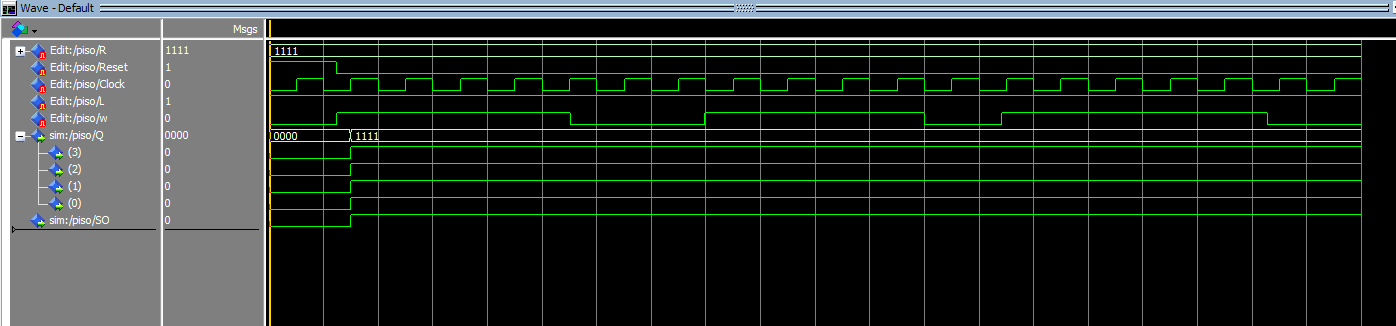 Wave - Default
Msgs
Edit:/piso/R 1111 1111
Edit:/piso/Reset 1
Edit:/piso/Clock 0
Edit:/piso/L 1
Edit:/piso/w 0
sim:/piso/Q 0000 0000 1111
(3) 0
(2) 0
(1) 0
(0) 0
sim:/piso/SO 0